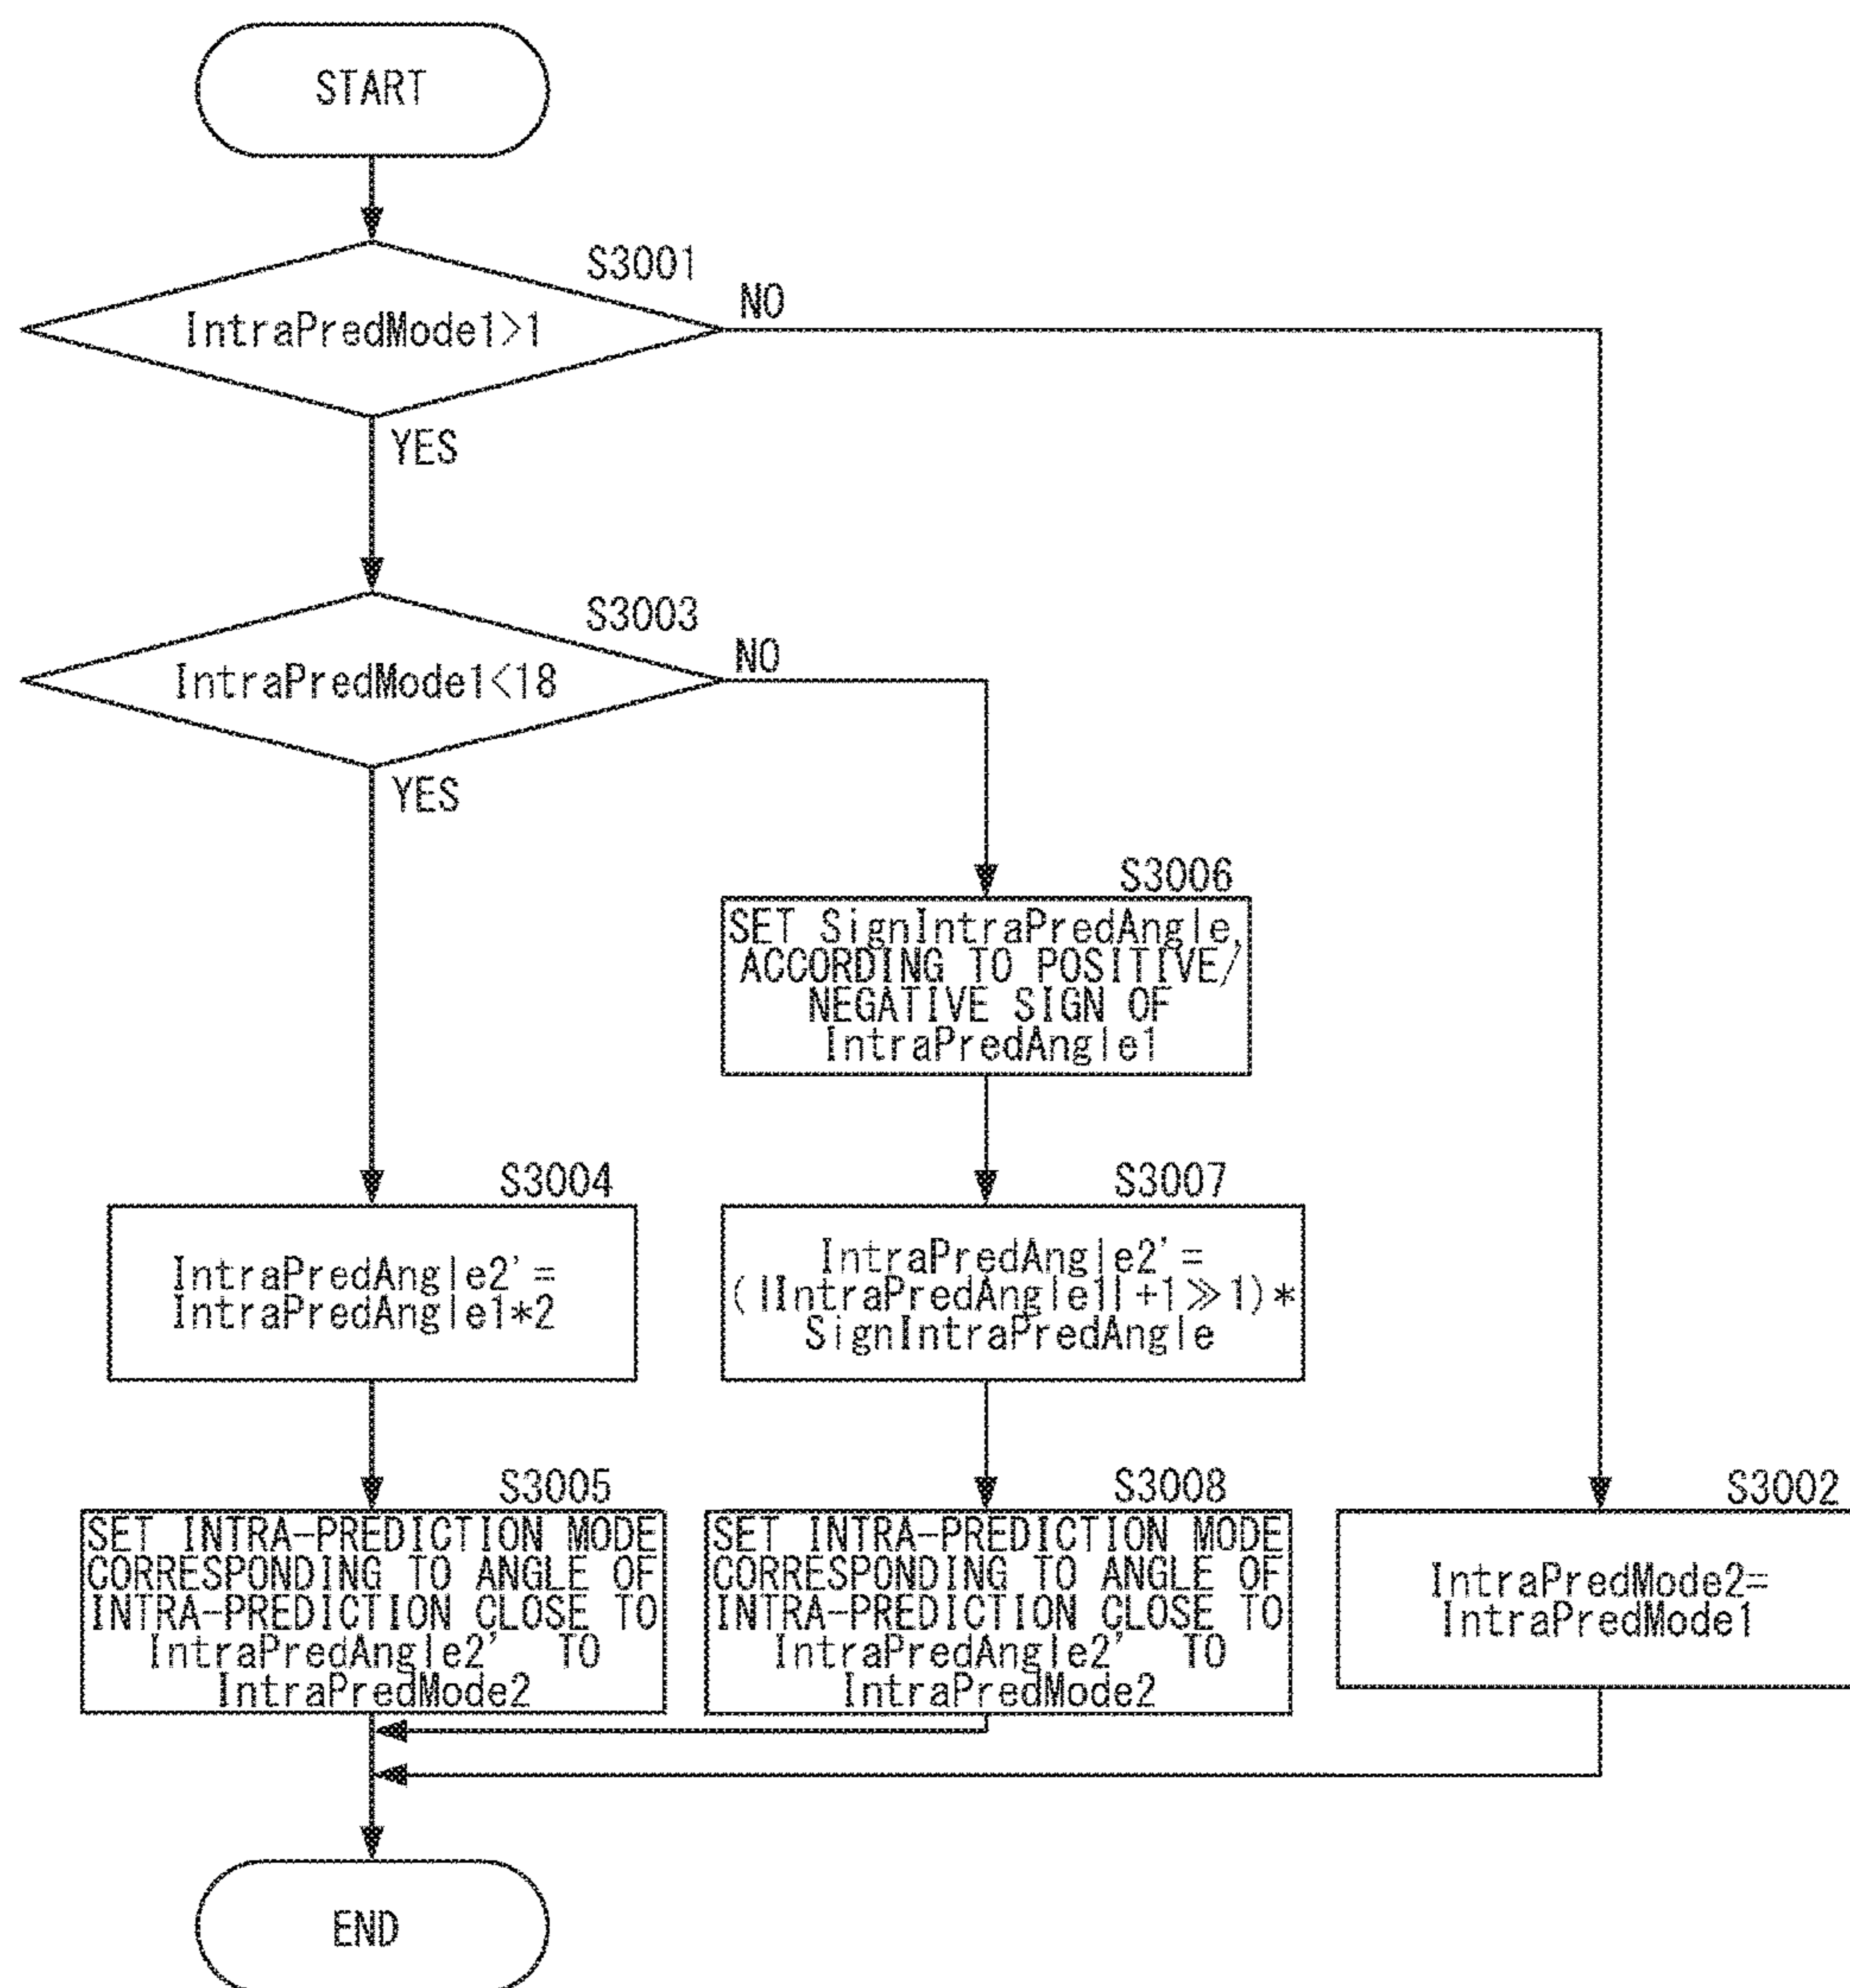 START
S3001
IntraPredMode1>1
NO
YES
S3003
IntraPredMode1<18
NO
YES
S3006
SET SignIntraPredAngle,
ACCORDING TO POSITIVE/
NEGATIVE SIGN OF
IntraPredAngle1
S3004
IntraPredAngle2'=
IntraPredAngle1*2
S3007
IntraPredAngle2'=
(|IntraPredAngle1|+1≫1)*
SignIntraPredAngle
S3005
SET INTRA-PREDICTION MODE
CORRESPONDING TO ANGLE OF
INTRA-PREDICTION CLOSE TO
IntraPredAngle2' TO
IntraPredMode2
S3008
SET INTRA-PREDICTION MODE
CORRESPONDING TO ANGLE OF
INTRA-PREDICTION CLOSE TO
IntraPredAngle2' TO
IntraPredMode2
S3002
IntraPredMode2=
IntraPredMode1
END